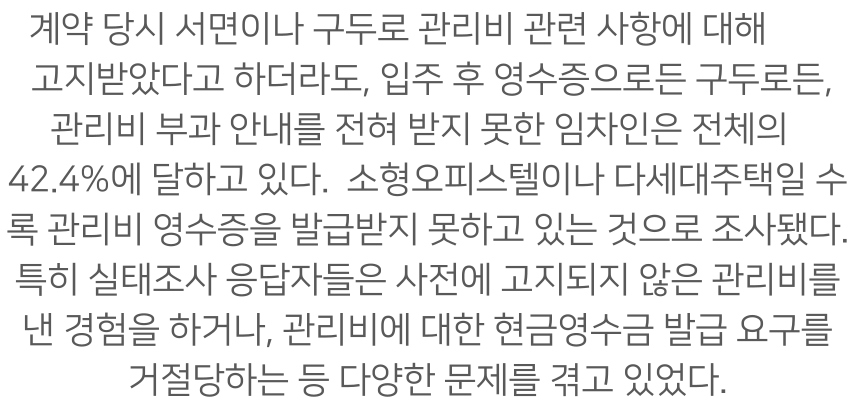 계약 당시 서면이나 구두로 관리비 관련 사항에 대해
고지받았다고 하더라도, 입주 후 영수증으로든 구두로든,
관리비 부과 안내를 전혀 받지 못한 임차인은 전체의
42.4%에 달하고 있다. 소형오피스텔이나 다세대주택일 수
록 관리비 영수증을 발급받지 못하고 있는 것으로 조사됐다.
특히 실태조사 응답자들은 사전에 고지되지 않은 관리비를
낸 경험을 하거나, 관리비에 대한 현금영수금 발급 요구를
거절당하는 등 다양한 문제를 겪고 있었다.